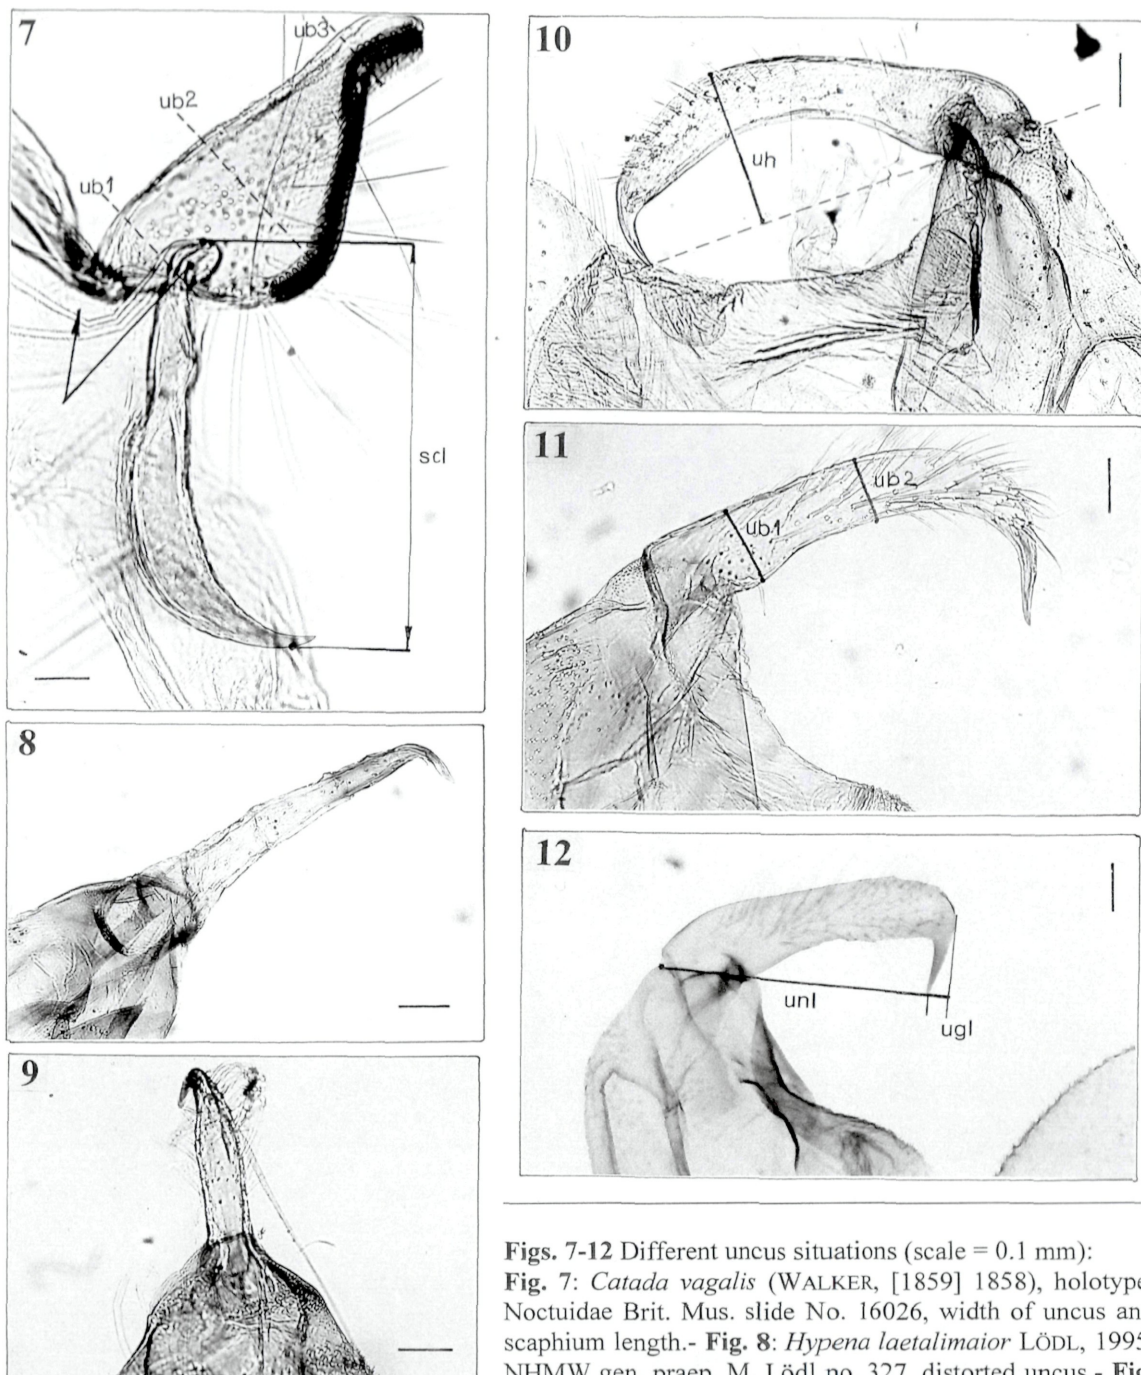 7
ub3
ub2
ub1
scl
8
9
10
uh
11
ub2
ub1
12
unl
ugl
Figs. 7-12 Different uncus situations (scale = 0.1 mm):
Fig. 7: Catada vagalis (WALKER, [1859] 1858), holotype
Noctuidae Brit. Mus. slide No. 16026, width of uncus an
scaphium length.- Fig. 8: Hypena laetalimaior LÖDL, 1995
NHMW gen. praep. M. Lödl no. 327, distorted uncus.- Fig